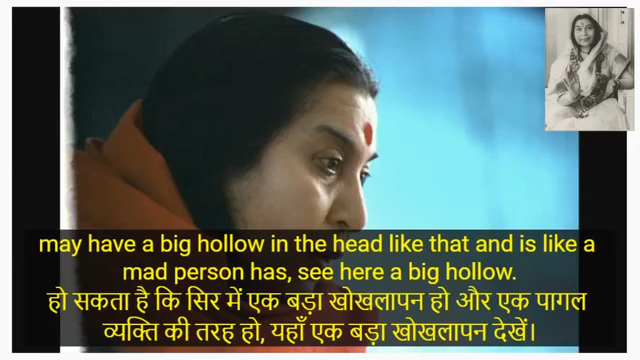 may have a big hollow in the head like that and is like a
mad person has, see here a big hollow.
हो सकता है कि सिर में एक बड़ा खोखलापन हो और एक पागल
व्यक्ति की तरह हो, यहाँ एक बड़ा खोखलापन देखें।